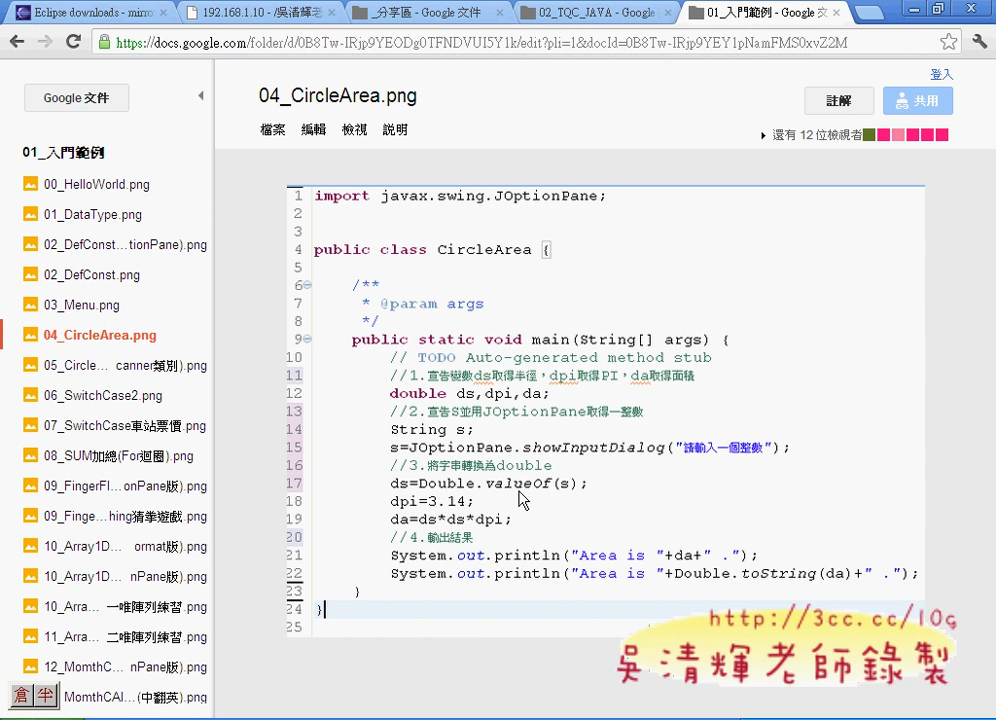 Eclipse downloads - mirro
192.168.1.10 - /吳清輝老
_分享區 - Google 文件
02_TQC_JAVA - Google
01_入門範例 - Google 文
https://docs.google.com/folder/d/0B8Tw-IRjp9YEODg0TFNDVUI5Y1k/edit?pli=1&docId=0B8Tw-IRjp9YEY1pNamFMS0xvZ2M
Google 文件
04_CircleArea.png
登入
註解
共用
檔案 編輯 檢視 說明
還有 12 位檢視者
01_入門範例
00_HelloWorld.png
01_DataType.png
02_DefConst…tionPane).png
02_DefConst.png
03_Menu.png
04_CircleArea.png
05_Circle… canner類別).png
06_SwitchCase2.png
07_SwitchCase車站票價.png
08_SUM加總(For迴圈).png
09_FingerFl…onPane版).png
09_Finge…hing猜拳遊戲.png
10_Array1D… ormat版).png
10_Array1D… nPane版).png
10_Arra… 一唯陣列練習.png
11_Arra… 二唯陣列練習.png
12_MomthC…nPane版).png
MomthCAl…(中翻英).png
倉 半
1 import javax.swing.JOptionPane;
2
3
4 public class CircleArea {
5
6 /**
7 * @param args
8 */
9 public static void main(String[] args) {
10 // TODO Auto-generated method stub
11 //1.宣告變數ds取得半徑，dpi取得PI，da取得面積
12 double ds,dpi,da;
13 //2.宣告S並用JOptionPane取得一整數
14 String s;
15 s=JOptionPane.showInputDialog("請輸入一個整數");
16 //3.將字串轉換為double
17 ds=Double.valueOf(s);
18 dpi=3.14;
19 da=ds*ds*dpi;
20 //4.輸出結果
21 System.out.println("Area is "+da+" .");
22 System.out.println("Area is "+Double.toString(da)+" .");
23 }
24 }
25
http://3cc.cc/10g
吳清輝老師錄製